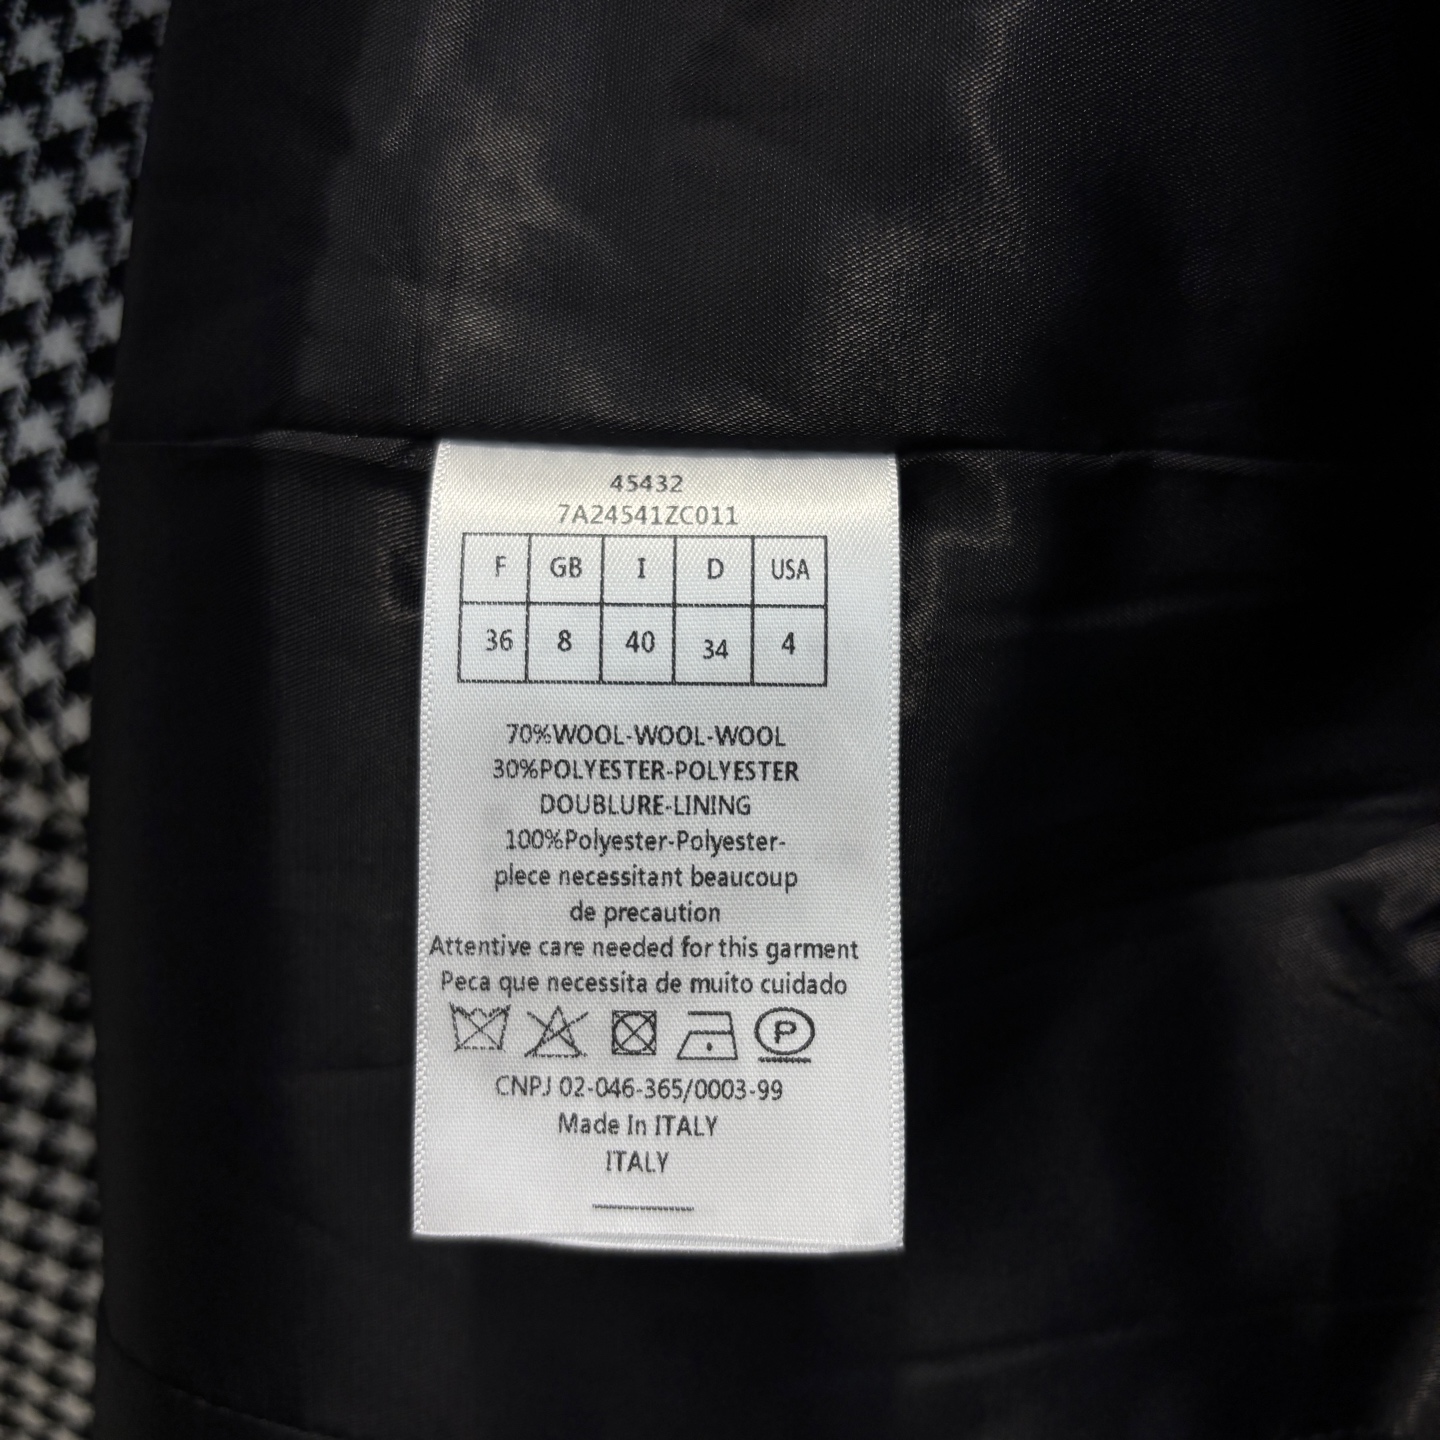 45432
7A24541ZC011
F GB I D USA
36 8 40 34 4
70%WOOL-WOOL-WOOL
30%POLYESTER-POLYESTER
DOUBLURE-LINING
100%Polyester-Polyester-
plece necessitant beaucoup
de precaution
Attentive care needed for this garment
Peca que necessita de muito cuidado
P
CNPJ 02-046-365/0003-99
Made In ITALY
ITALY